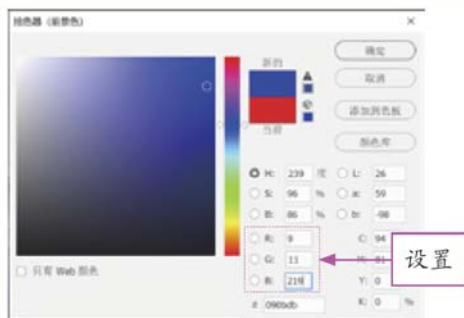 拾色器（前景色）
新的
当前
确定
取消
添加到色板
颜色库
H: 239 度
S: 96 %
B: 86 %
R: 9
G: 11
B: 219
L: 26
a: 59
b: -98
C: 94
Y: 0
K: 0 %
只有 Web 颜色
# 090bdb
设置